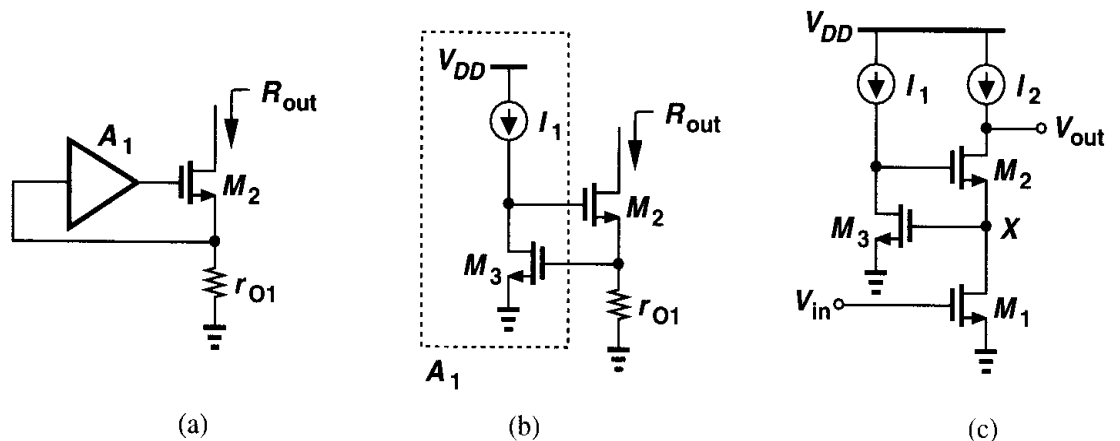 A1
Rout
M2
rO1
(a)
VDD
I1
Rout
M2
M3
rO1
A1
(b)
VDD
I1
I2
Vout
M2
M3
X
Vin
M1
(c)